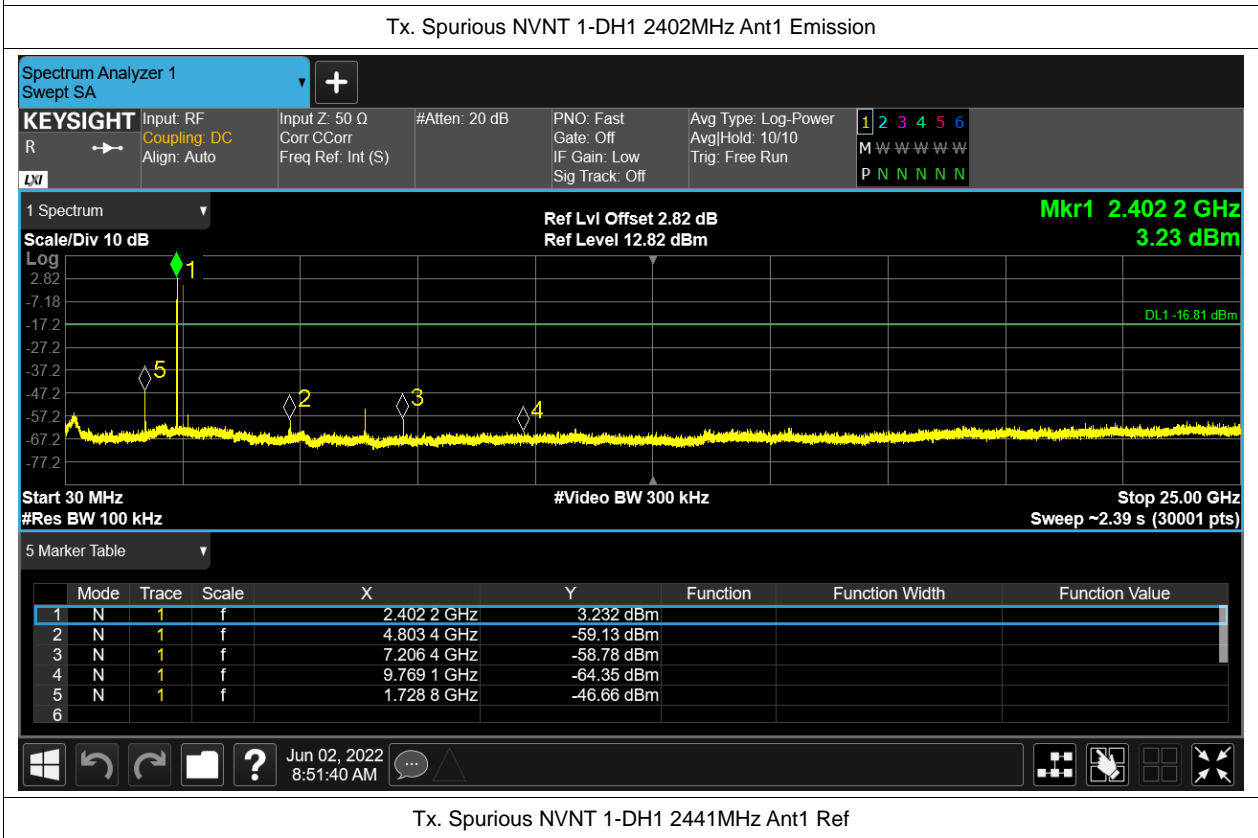 Tx. Spurious NVNT 1-DH1 2402MHz Ant1 Emission
Spectrum Analyzer 1
Swept SA
KEYSIGHT
R
LXI
Input: RF
Coupling: DC
Align: Auto
Input Z: 50 Ω
Corr CCorr
Freq Ref: Int (S)
#Atten: 20 dB
PNO: Fast
Gate: Off
IF Gain: Low
Sig Track: Off
Avg Type: Log-Power
Avg|Hold: 10/10
Trig: Free Run
1 2 3 4 5 6
M W W W W W
P N N N N N
1 Spectrum
Scale/Div 10 dB
Ref Lvl Offset 2.82 dB
Ref Level 12.82 dBm
Mkr1 2.402 2 GHz
3.23 dBm
Log
2.82
-7.18
-17.2
-27.2
-37.2
-47.2
-57.2
-67.2
-77.2
1
5
2
3
4
DL1 -16.81 dBm
Start 30 MHz
#Res BW 100 kHz
#Video BW 300 kHz
Stop 25.00 GHz
Sweep ~2.39 s (30001 pts)
5 Marker Table
Mode Trace Scale X Y Function Function Width Function Value
1 N 1 f 2.402 2 GHz 3.232 dBm
2 N 1 f 4.803 4 GHz -59.13 dBm
3 N 1 f 7.206 4 GHz -58.78 dBm
4 N 1 f 9.769 1 GHz -64.35 dBm
5 N 1 f 1.728 8 GHz -46.66 dBm
6
?
Jun 02, 2022
8:51:40 AM
Tx. Spurious NVNT 1-DH1 2441MHz Ant1 Ref